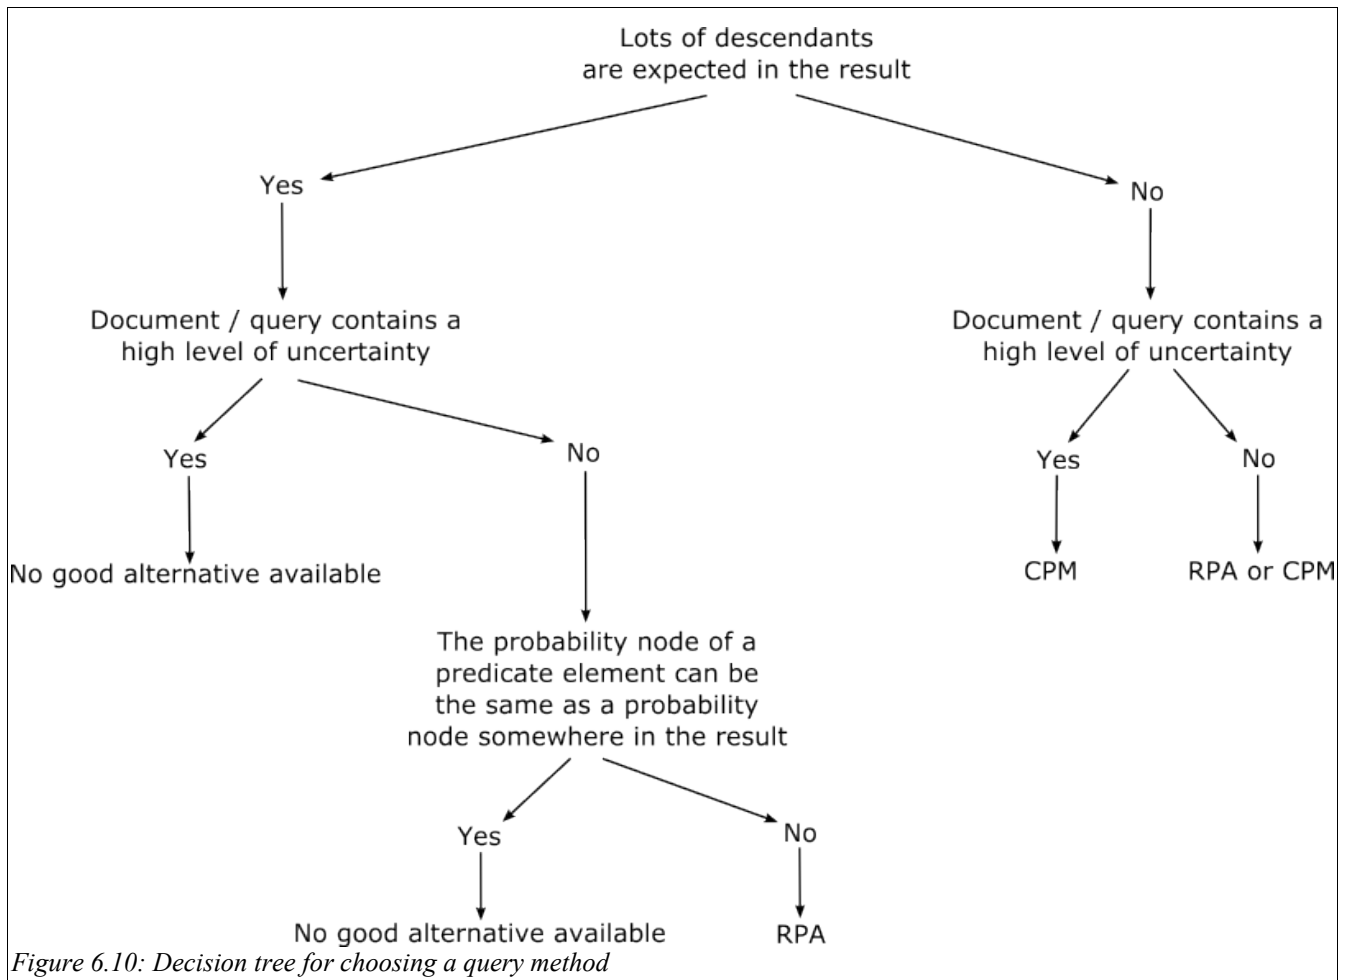 Lots of descendants
are expected in the result
Yes
No
Document / query contains a
high level of uncertainty
Document / query contains a
high level of uncertainty
Yes
No
Yes
No
No good alternative available
CPM
RPA or CPM
The probability node of a
predicate element can be
the same as a probability
node somewhere in the result
Yes
No
No good alternative available
RPA
Figure 6.10: Decision tree for choosing a query method